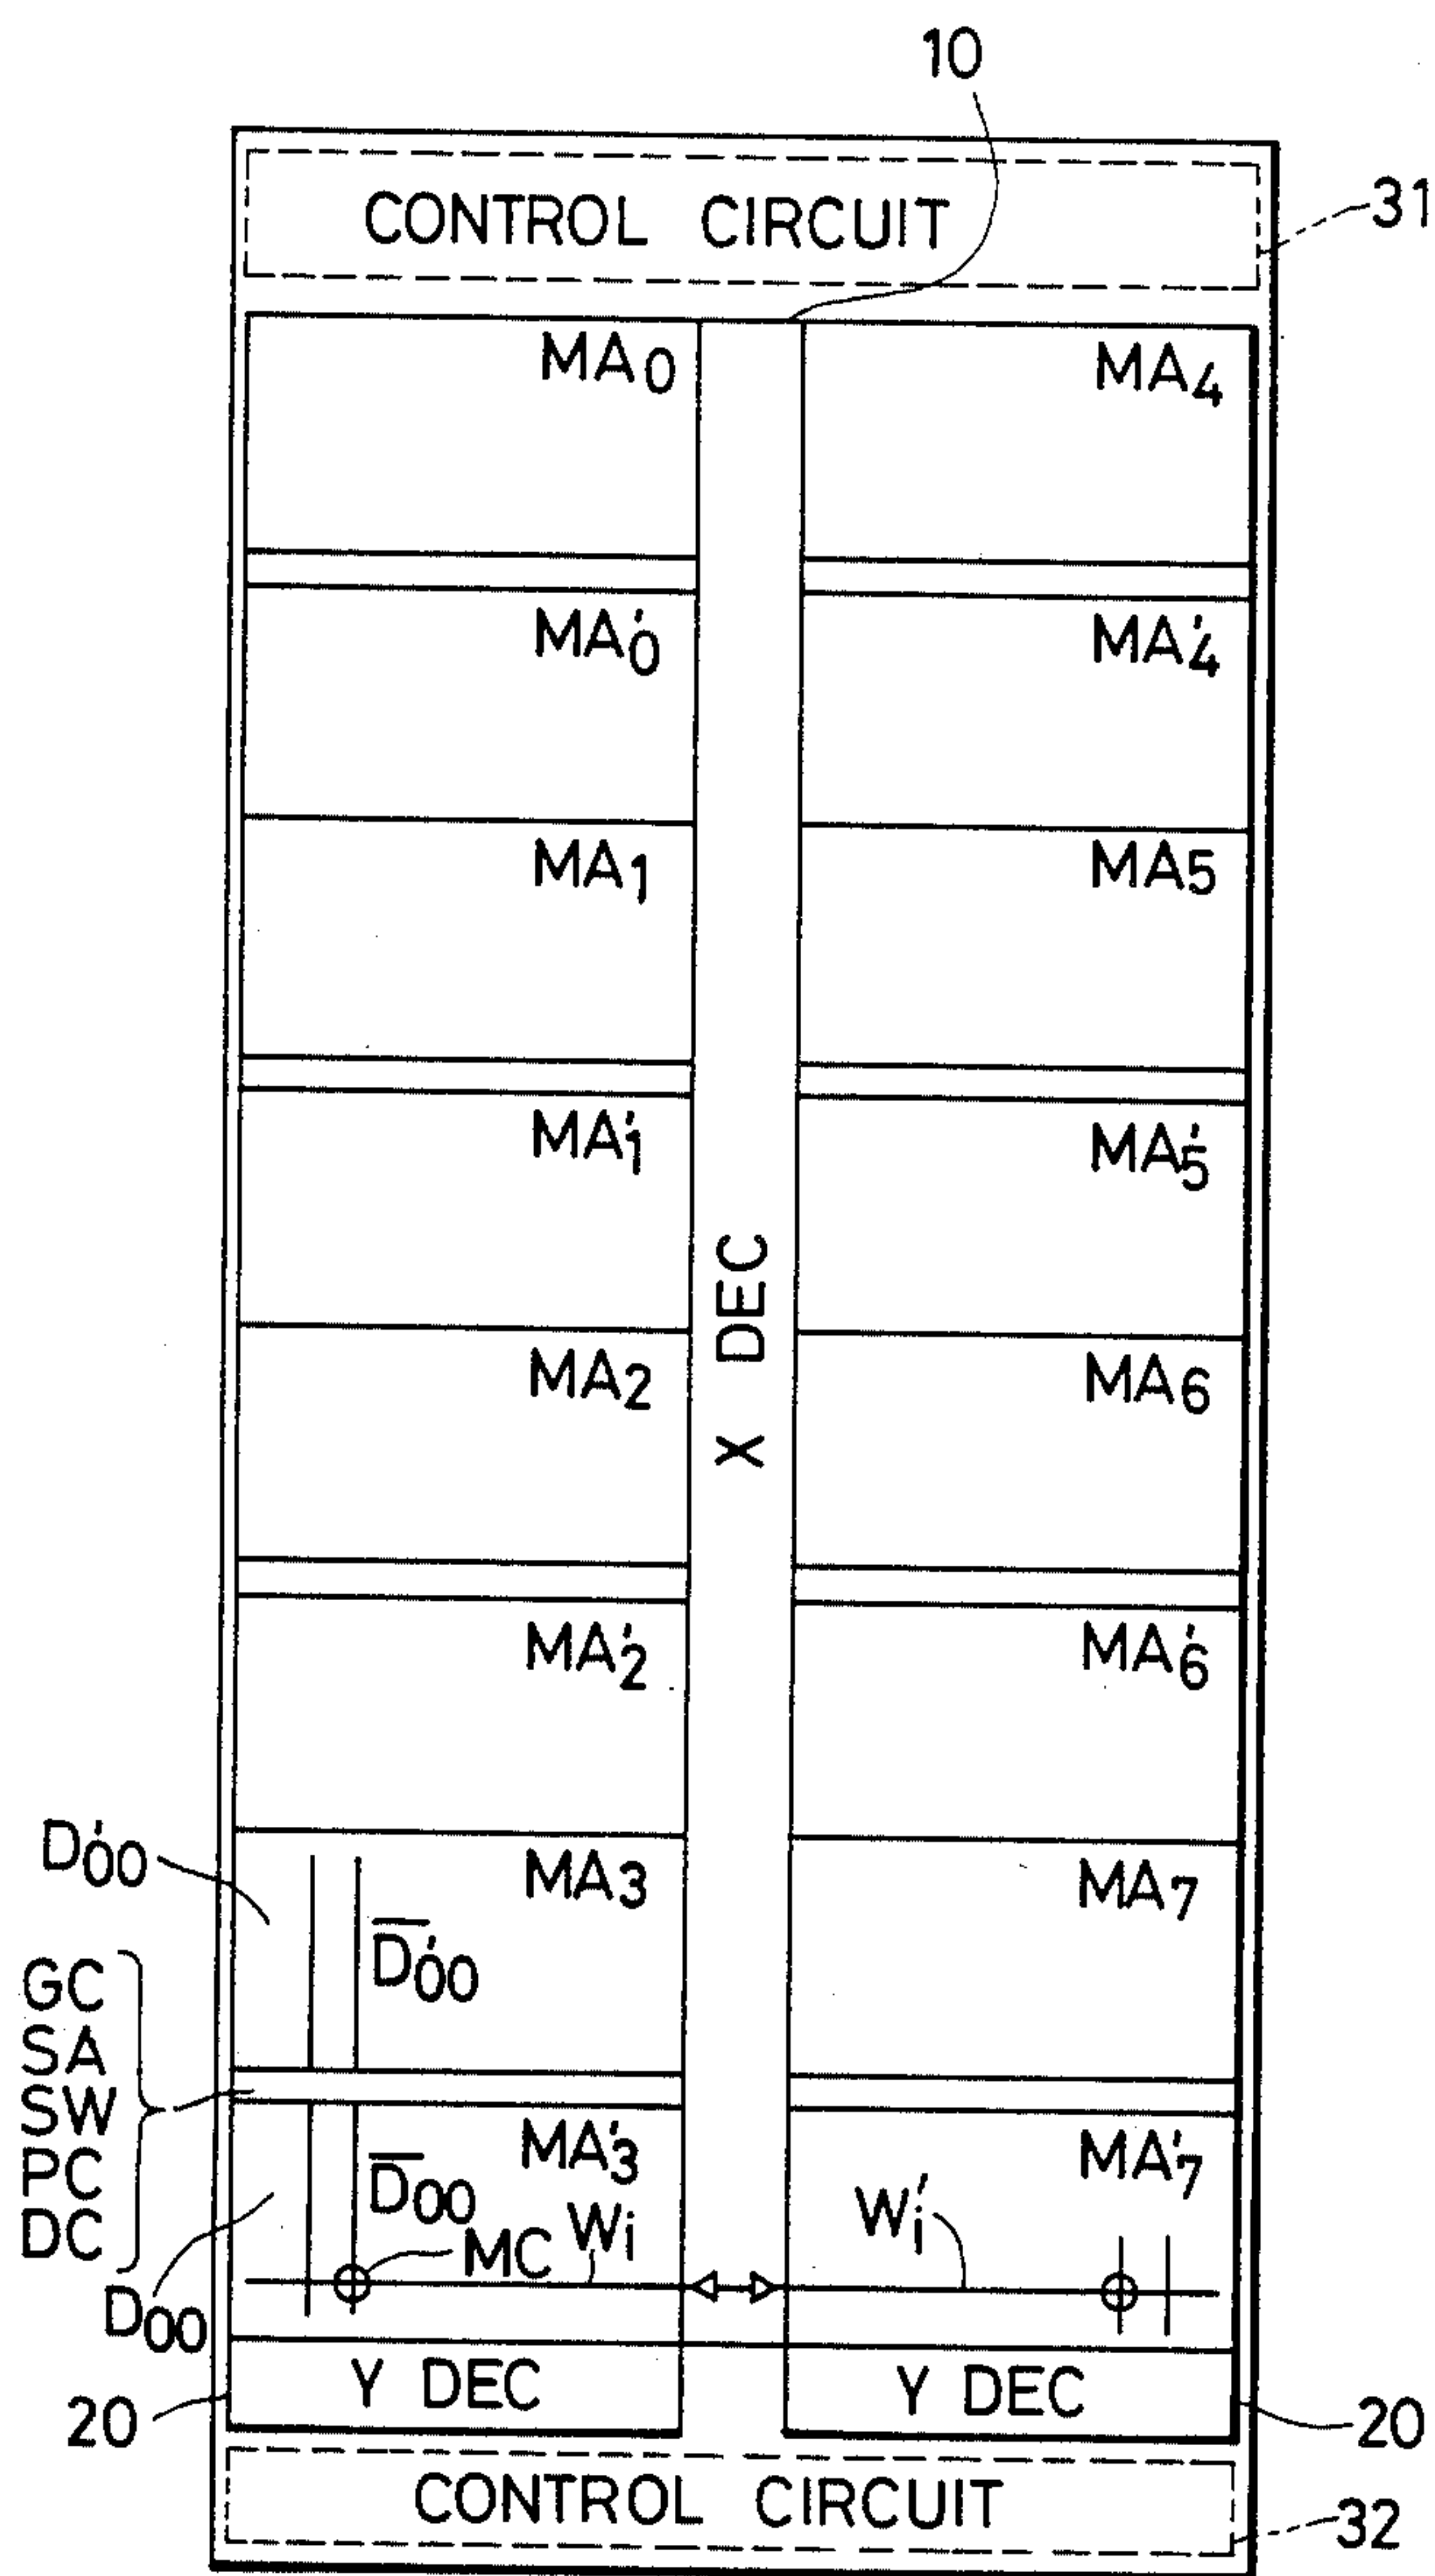 10
CONTROL CIRCUIT
31
MA0
MA4
MA'0
MA'4
MA1
MA5
MA'1
MA'5
X DEC
MA2
MA6
MA'2
MA'6
D'00
MA3
MA7
D̅'00
GC
SA
SW
PC
DC
MA'3
MA'7
D̅00
Wi
W'i
MC
D00
Y DEC
Y DEC
20
20
CONTROL CIRCUIT
32